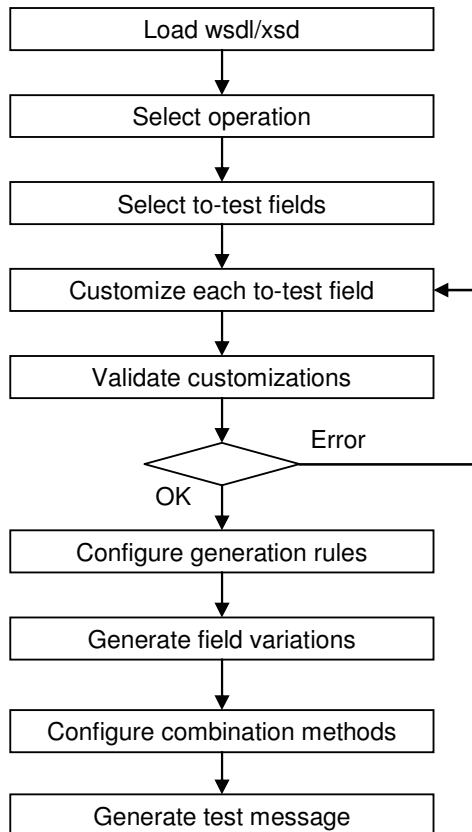 Load wsdl/xsd
Select operation
Select to-test fields
Customize each to-test field
Validate customizations
Error
OK
Configure generation rules
Generate field variations
Configure combination methods
Generate test message